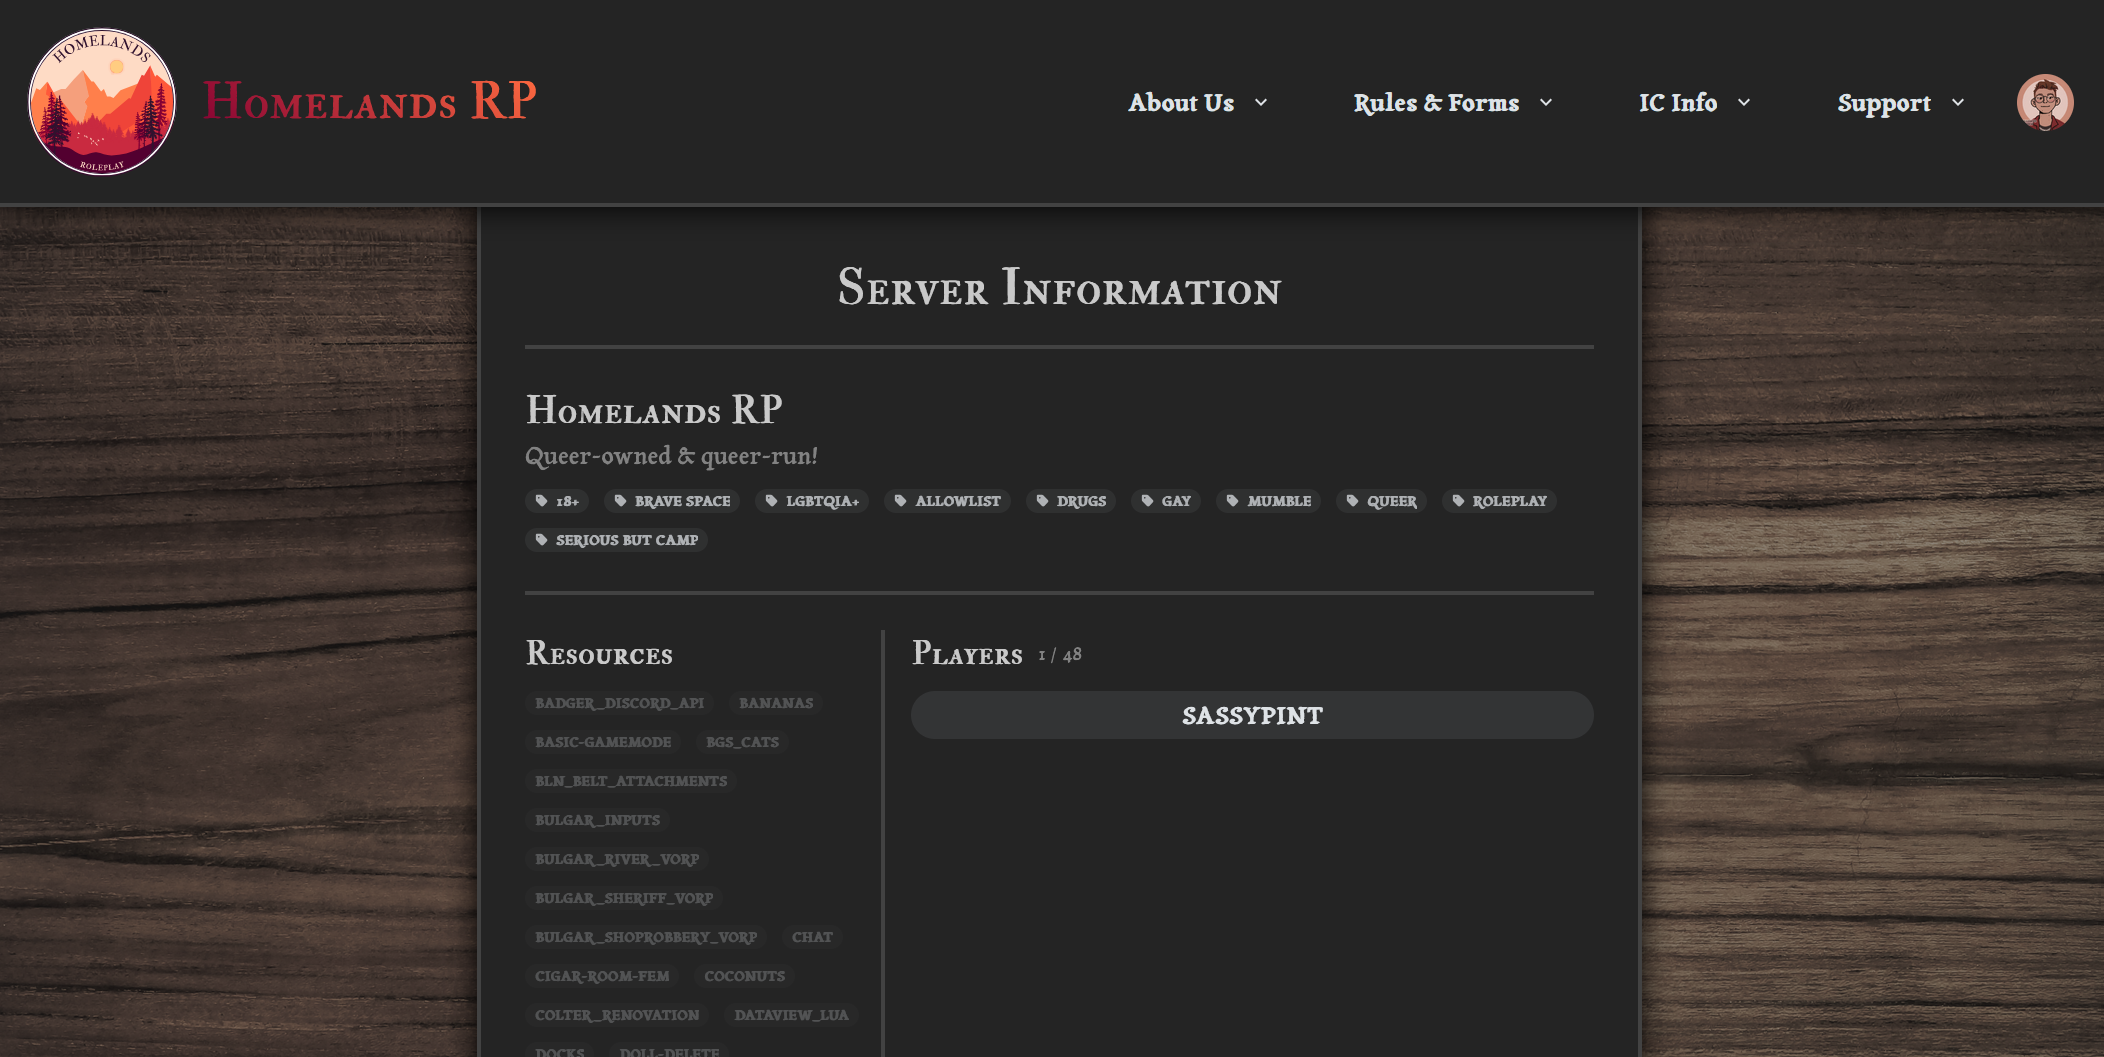 HOMELANDS
ROLEPLAY
Homelands RP
About Us
Rules & Forms
IC Info
Support
Server Information
Homelands RP
Queer-owned & queer-run!
18+ BRAVE SPACE LGBTQIA+ ALLOWLIST DRUGS GAY MUMBLE QUEER ROLEPLAY
SERIOUS BUT CAMP
Resources
BADGER_DISCORD_API BANANAS
BASIC-GAMEMODE BGS_CATS
BLN_BELT_ATTACHMENTS
BULGAR_INPUTS
BULGAR_RIVER_VORP
BULGAR_SHERIFF_VORP
BULGAR_SHOPROBBERY_VORP CHAT
CIGAR-ROOM-FEM COCONUTS
COLTER_RENOVATION DATAVIEW_LUA
DOCKS DOLL-DELETE
Players 1 / 48
SASSYPINT